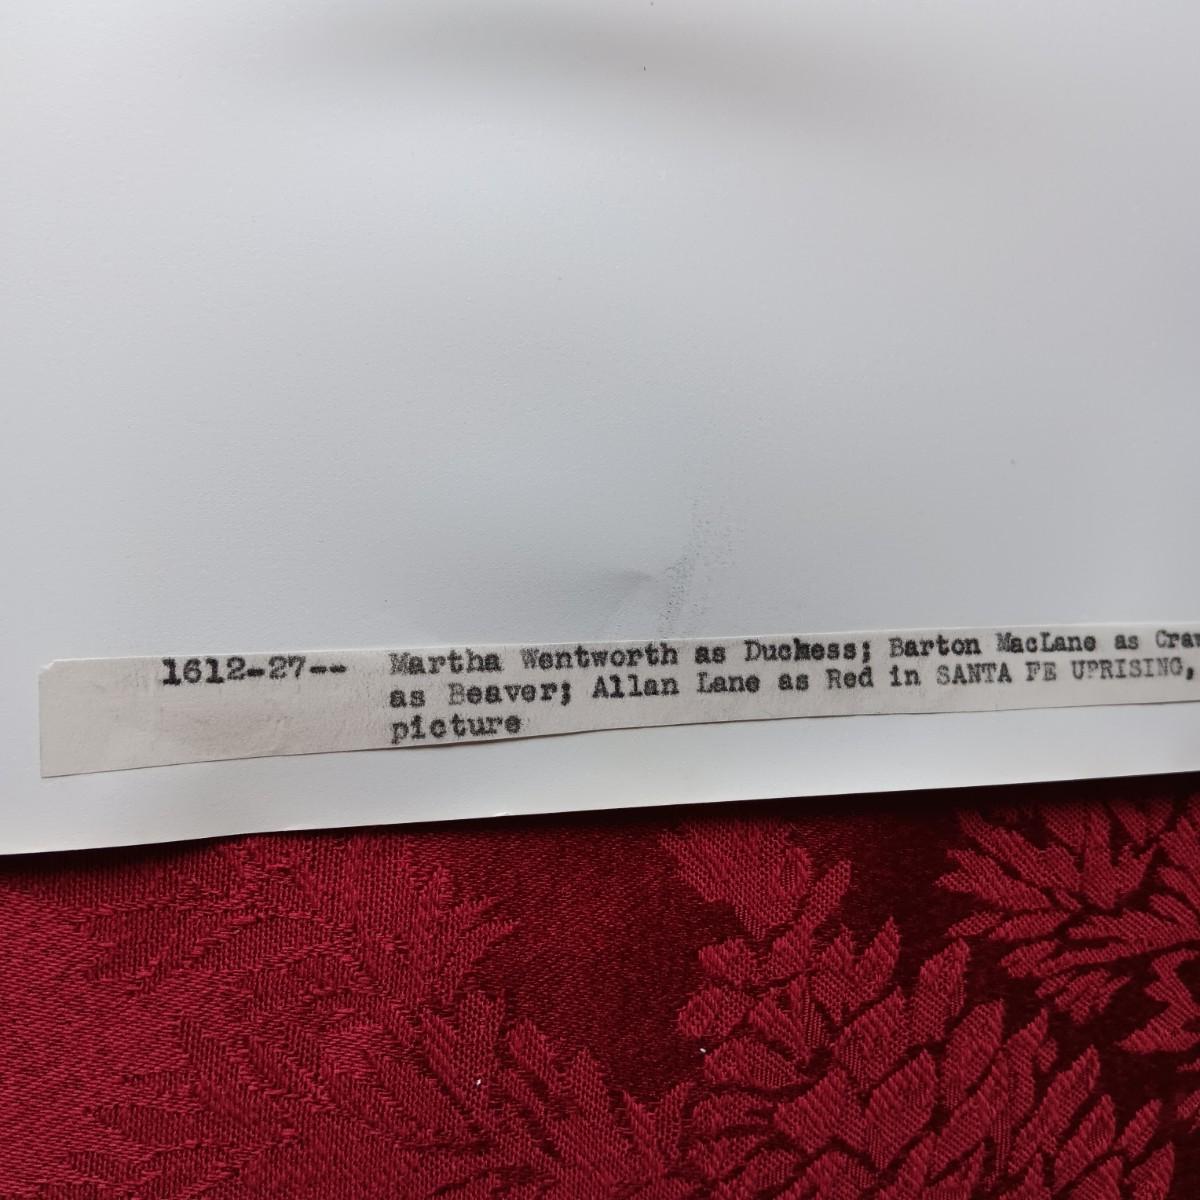 1612-27-- Martha Wentworth as Duchess; Barton MacLane as
as Beaver; Allan Lane as Red in SANTA FE UPRISING,
picture